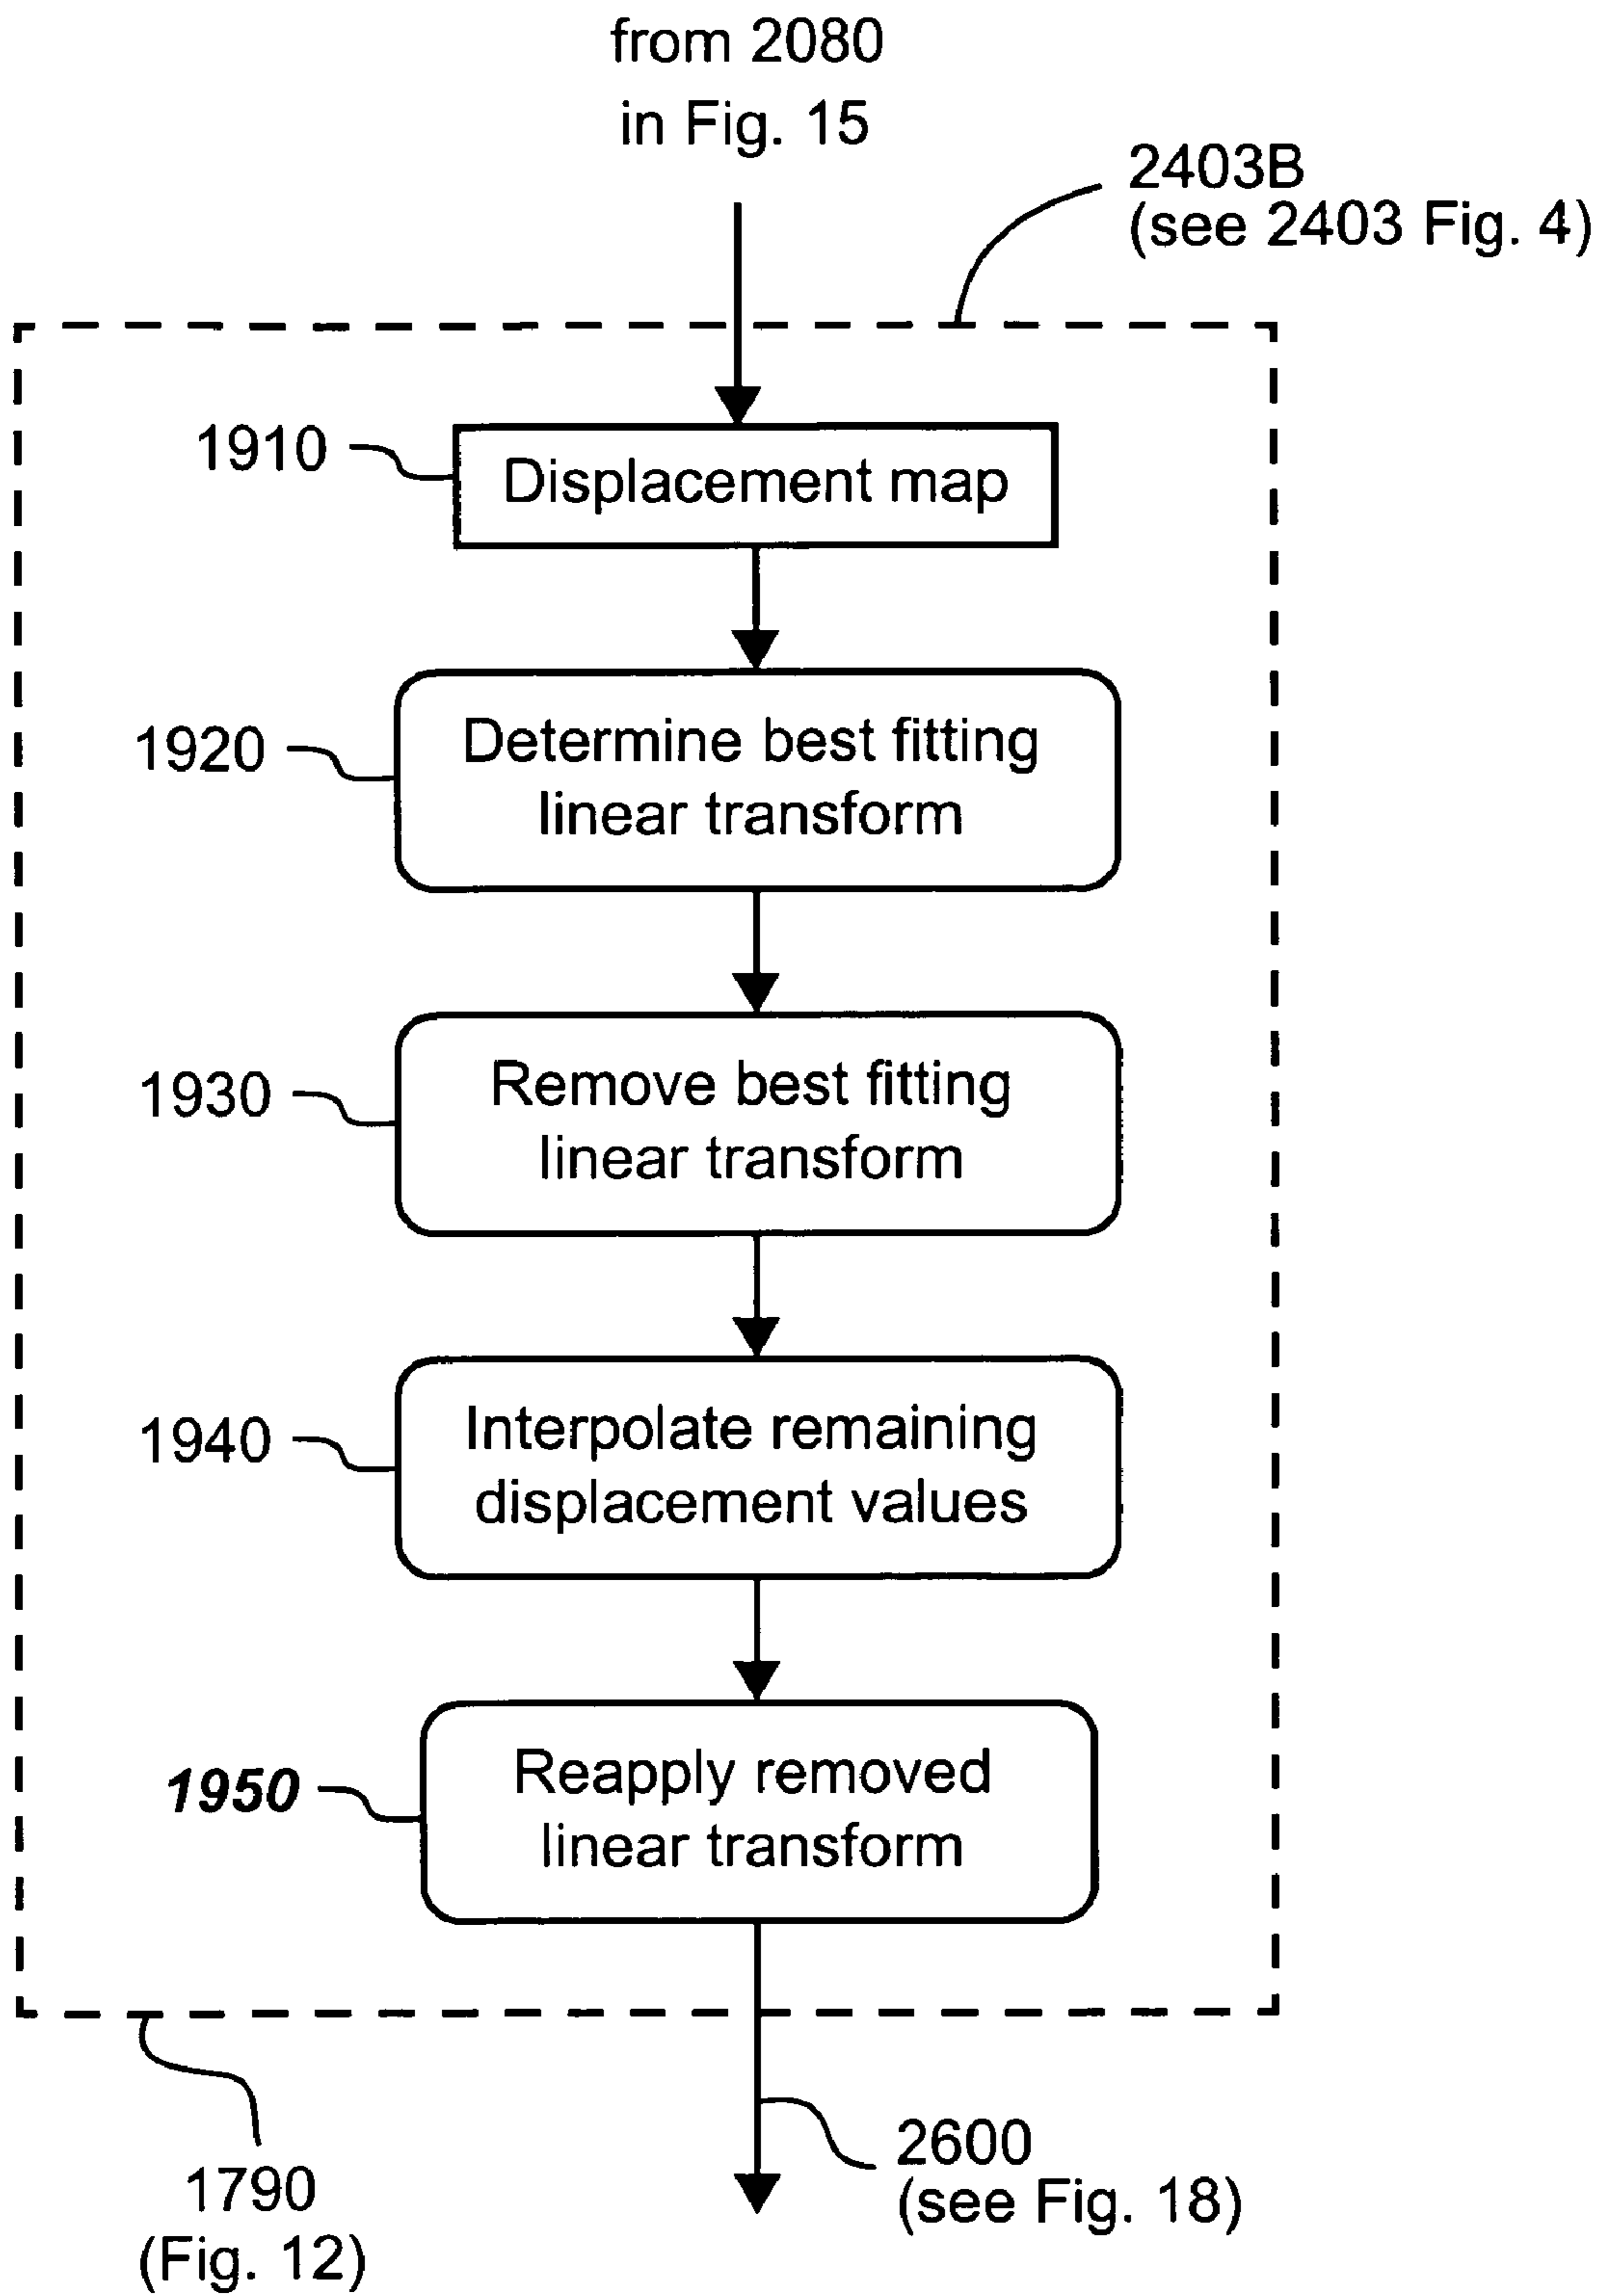 from 2080
in Fig. 15
2403B
(see 2403 Fig. 4)
1910
Displacement map
1920
Determine best fitting
linear transform
1930
Remove best fitting
linear transform
1940
Interpolate remaining
displacement values
1950
Reapply removed
linear transform
2600
(see Fig. 18)
1790
(Fig. 12)